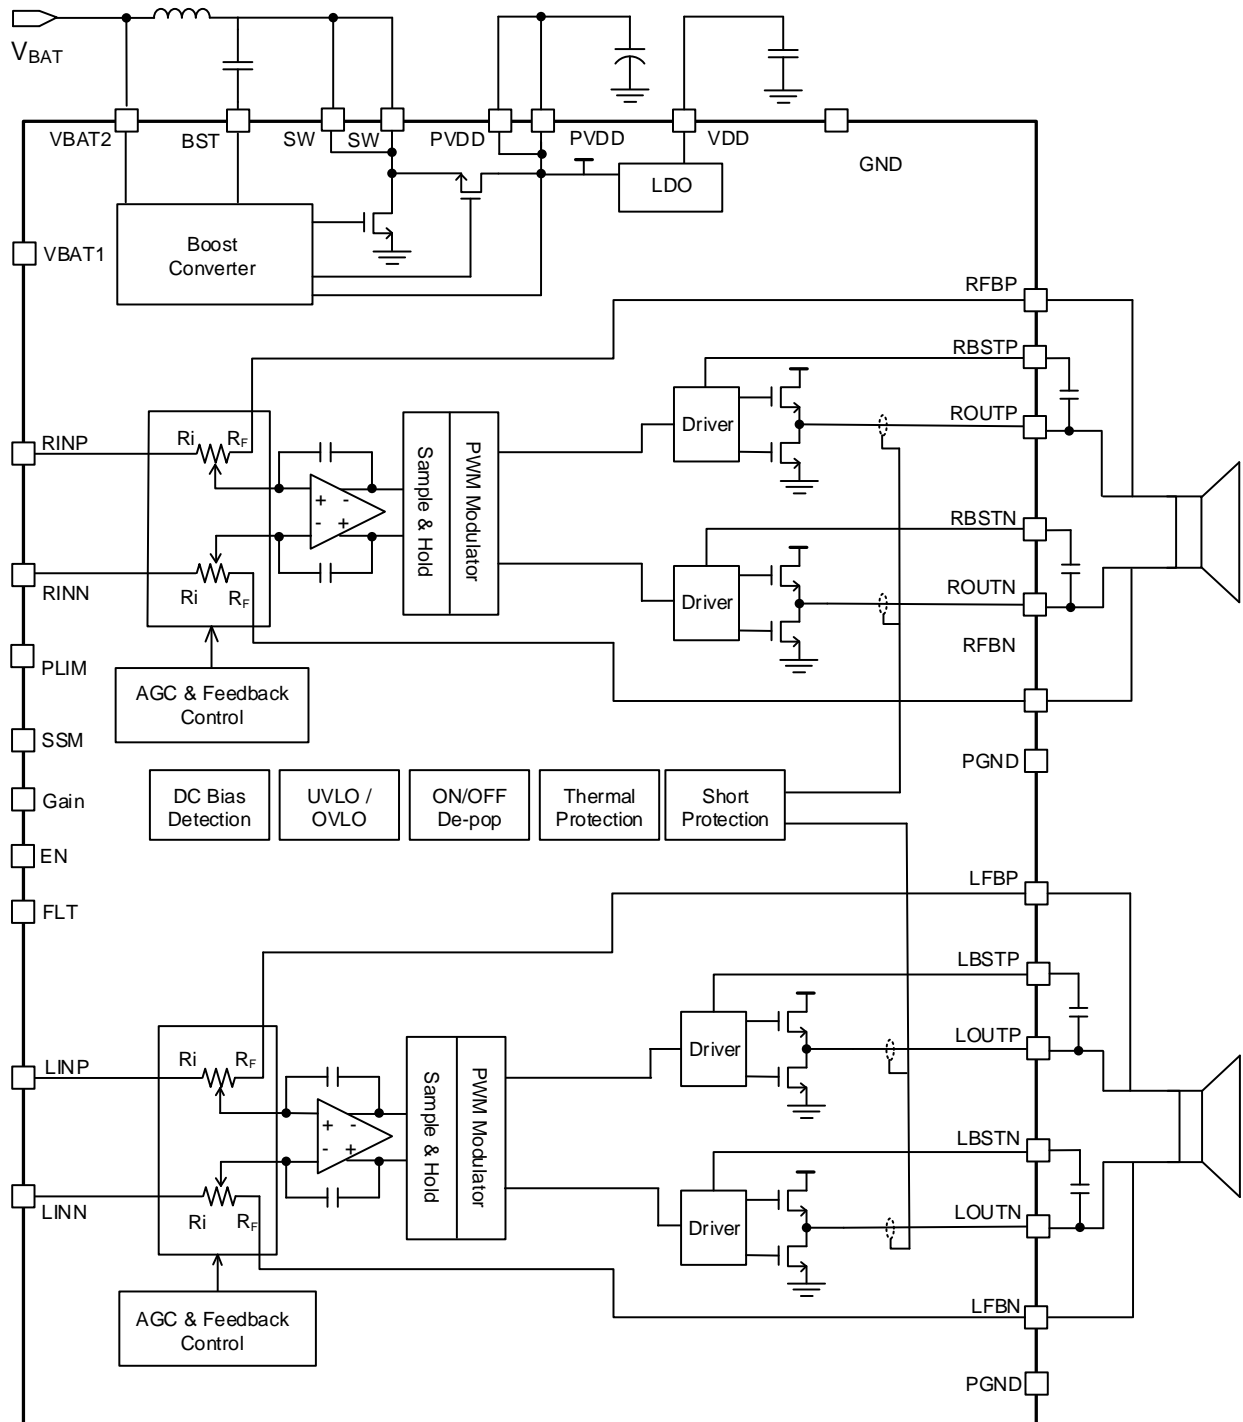 VBAT
VBAT2
BST
SW
SW
PVDD
PVDD
VDD
GND
LDO
VBAT1
Boost
Converter
RFBP
RBSTP
Driver
ROUTP
RINP
Ri
RF
+ -
- +
Sample & Hold
PWM Modulator
RBSTN
Driver
ROUTN
RINN
Ri
RF
RFBN
PLIM
AGC & Feedback
Control
SSM
PGND
Gain
DC Bias
Detection
UVLO /
OVLO
ON/OFF
De-pop
Thermal
Protection
Short
Protection
EN
LFBP
FLT
LBSTP
Driver
LOUTP
LINP
Ri
RF
+ -
- +
Sample & Hold
PWM Modulator
LBSTN
Driver
LOUTN
LINN
Ri
RF
LFBN
AGC & Feedback
Control
PGND